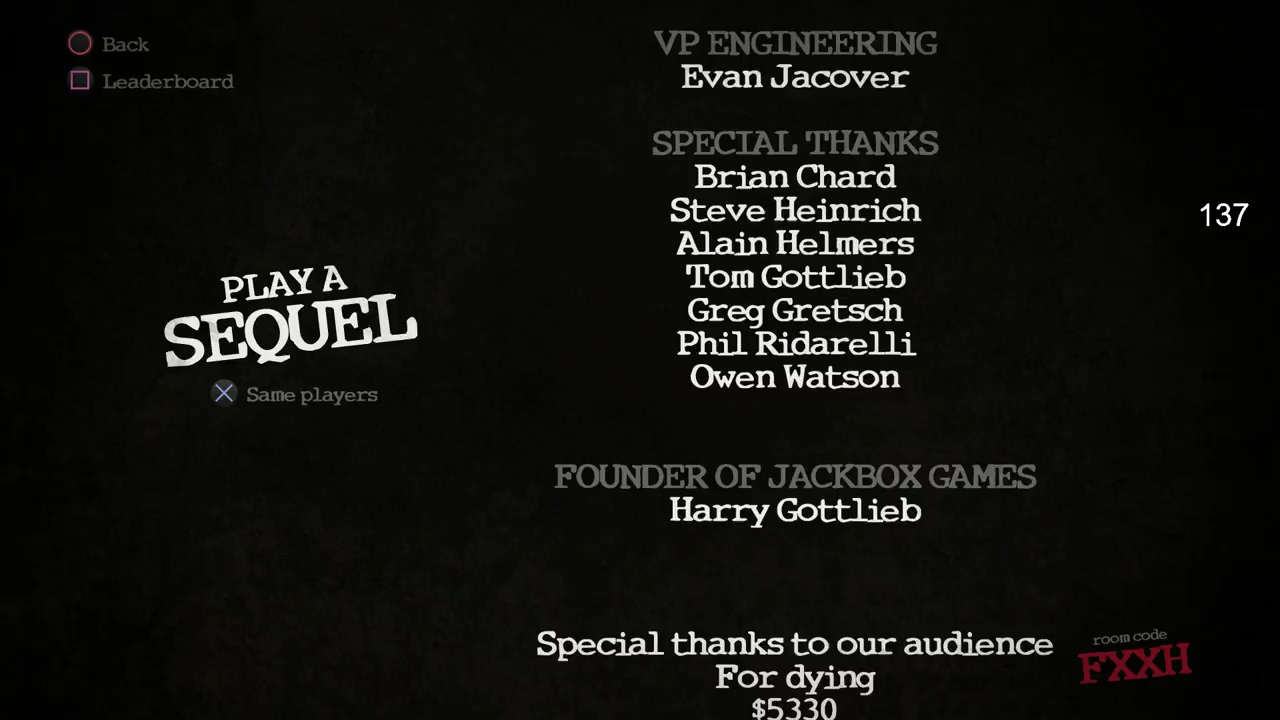 Back
Leaderboard
VP ENGINEERING
Evan Jacover
SPECIAL THANKS
Brian Chard
Steve Heinrich
Alain Helmers
Tom Gottlieb
Greg Gretsch
Phil Ridarelli
Owen Watson
137
PLAY A
SEQUEL
Same players
FOUNDER OF JACKBOX GAMES
Harry Gottlieb
Special thanks to our audience
For dying
$5330
room code
FXXH